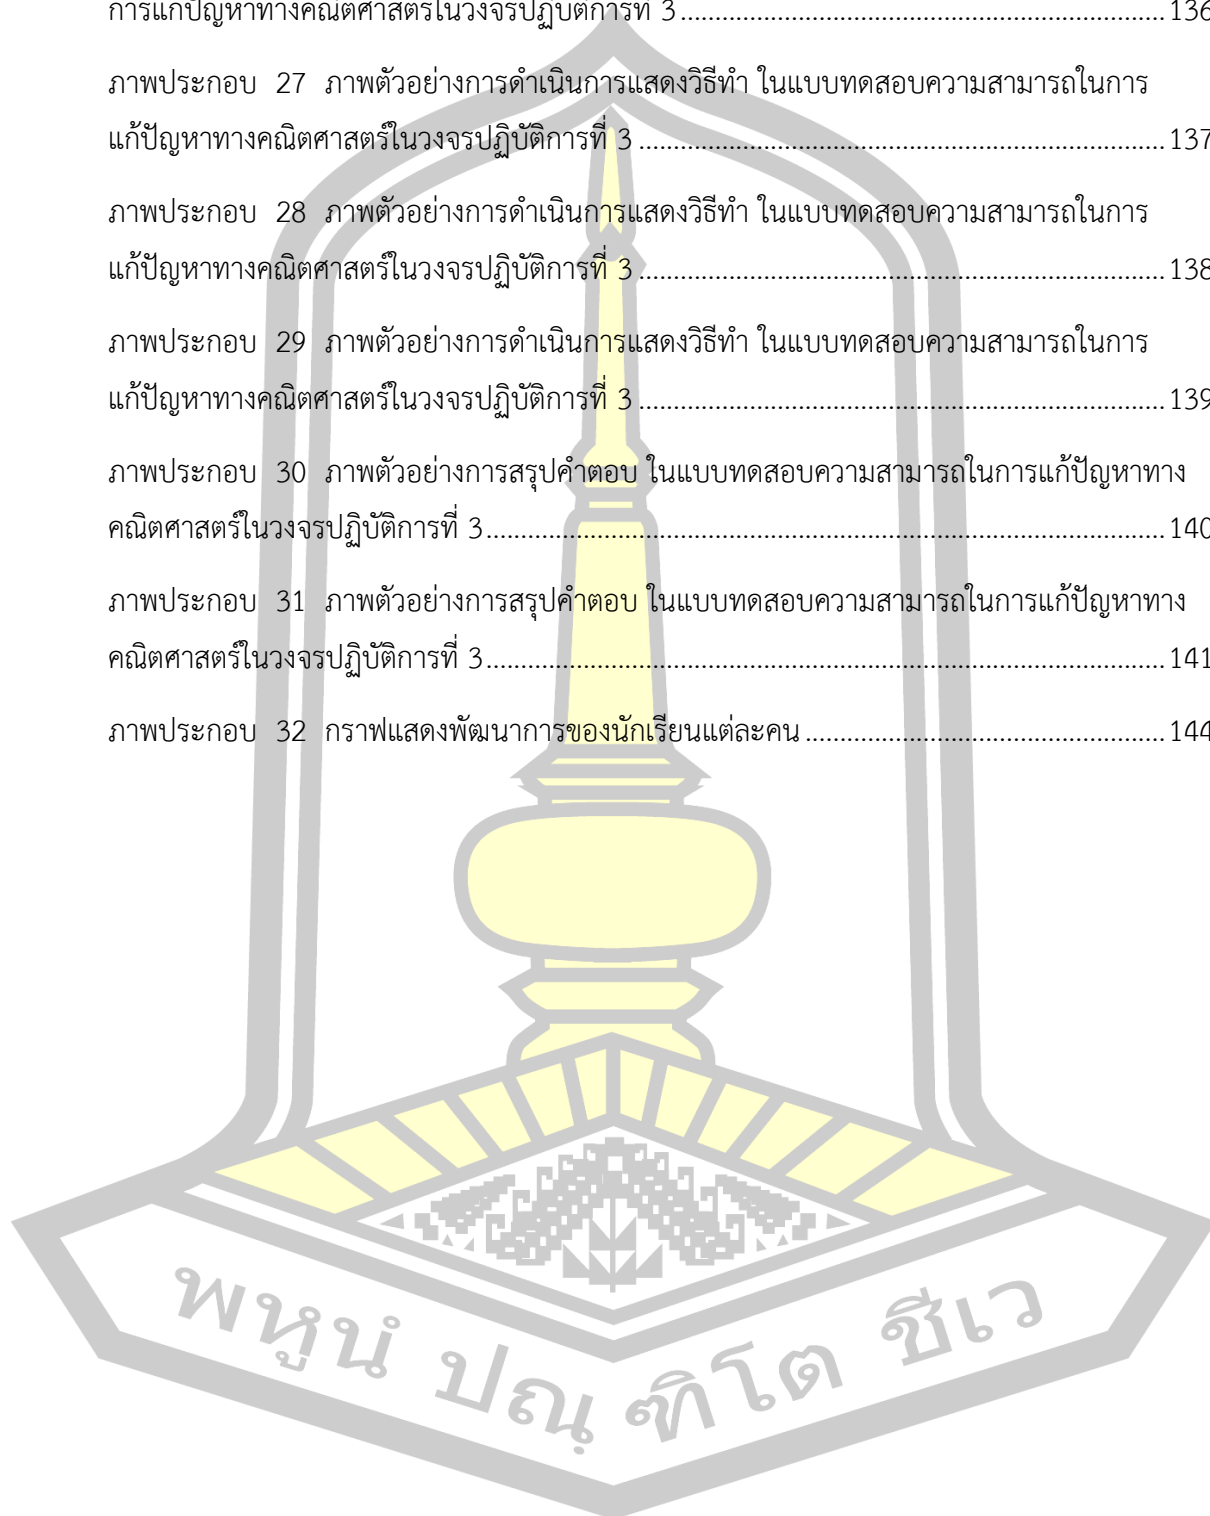 การแก้ปัญหาทางคณิตศาสตร์ในวงจรปฏิบัติการที่ 3 ........ 136
ภาพประกอบ 27 ภาพตัวอย่างการดำเนินการแสดงวิธีทำ ในแบบทดสอบความสามารถในการ
แก้ปัญหาทางคณิตศาสตร์ในวงจรปฏิบัติการที่ 3 ........ 137
ภาพประกอบ 28 ภาพตัวอย่างการดำเนินการแสดงวิธีทำ ในแบบทดสอบความสามารถในการ
แก้ปัญหาทางคณิตศาสตร์ในวงจรปฏิบัติการที่ 3 ........ 138
ภาพประกอบ 29 ภาพตัวอย่างการดำเนินการแสดงวิธีทำ ในแบบทดสอบความสามารถในการ
แก้ปัญหาทางคณิตศาสตร์ในวงจรปฏิบัติการที่ 3 ........ 139
ภาพประกอบ 30 ภาพตัวอย่างการสรุปคำตอบ ในแบบทดสอบความสามารถในการแก้ปัญหาทาง
คณิตศาสตร์ในวงจรปฏิบัติการที่ 3 ........ 140
ภาพประกอบ 31 ภาพตัวอย่างการสรุปคำตอบ ในแบบทดสอบความสามารถในการแก้ปัญหาทาง
คณิตศาสตร์ในวงจรปฏิบัติการที่ 3 ........ 141
ภาพประกอบ 32 กราฟแสดงพัฒนาการของนักเรียนแต่ละคน ........ 144
พหูนํ ปณฺฑิโต ชีเว